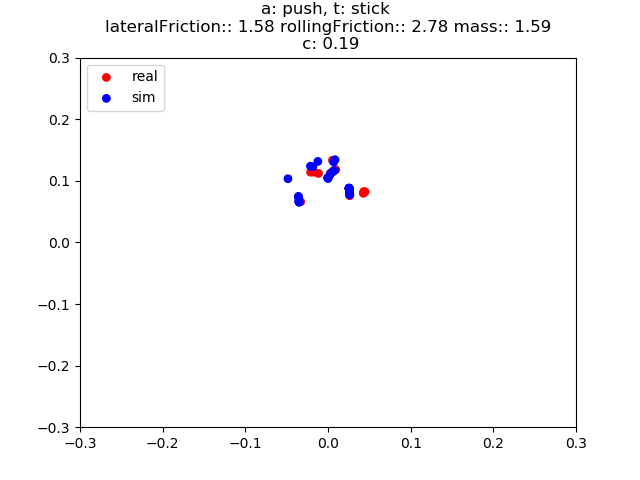 a: push, t: stick
lateralFriction:: 1.58 rollingFriction:: 2.78 mass:: 1.59
c: 0.19
real
sim
0.3
0.2
0.1
0.0
−0.1
−0.2
−0.3
−0.3
−0.2
−0.1
0.0
0.1
0.2
0.3